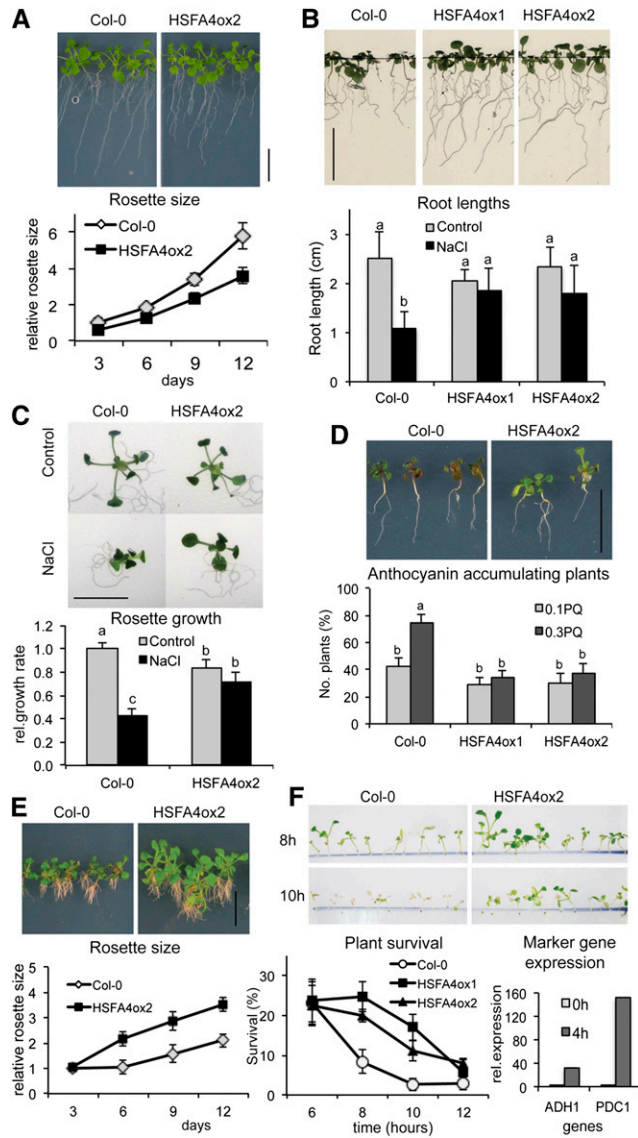 A
Col-0 HSFA4ox2
Rosette size
relative rosette size
6
4
2
0
Col-0
HSFA4ox2
3 6 9 12
days
B
Col-0 HSFA4ox1 HSFA4ox2
Root lengths
Root length (cm)
3
2
1
0
Control
NaCl
a b a a a a
Col-0 HSFA4ox1 HSFA4ox2
C
Col-0 HSFA4ox2
Control
NaCl
Rosette growth
rel.growth rate
1.2
1.0
0.8
0.6
0.4
0.2
0.0
Control
NaCl
a c b b
Col-0 HSFA4ox2
D
Col-0 HSFA4ox2
Anthocyanin accumulating plants
No. plants (%)
100
80
60
40
20
0
0.1PQ
0.3PQ
b a b b b b
Col-0 HSFA4ox1 HSFA4ox2
E
Col-0 HSFA4ox2
Rosette size
relative rosette size
5
4
3
2
1
0
Col-0
HSFA4ox2
3 6 9 12
days
F
Col-0 HSFA4ox2
8h
10h
Plant survival
Survival (%)
30
20
10
0
Col-0
HSFA4ox1
HSFA4ox2
6 8 10 12
time (hours)
Marker gene
expression
rel.expression
160
80
0
0h
4h
ADH1 PDC1
genes